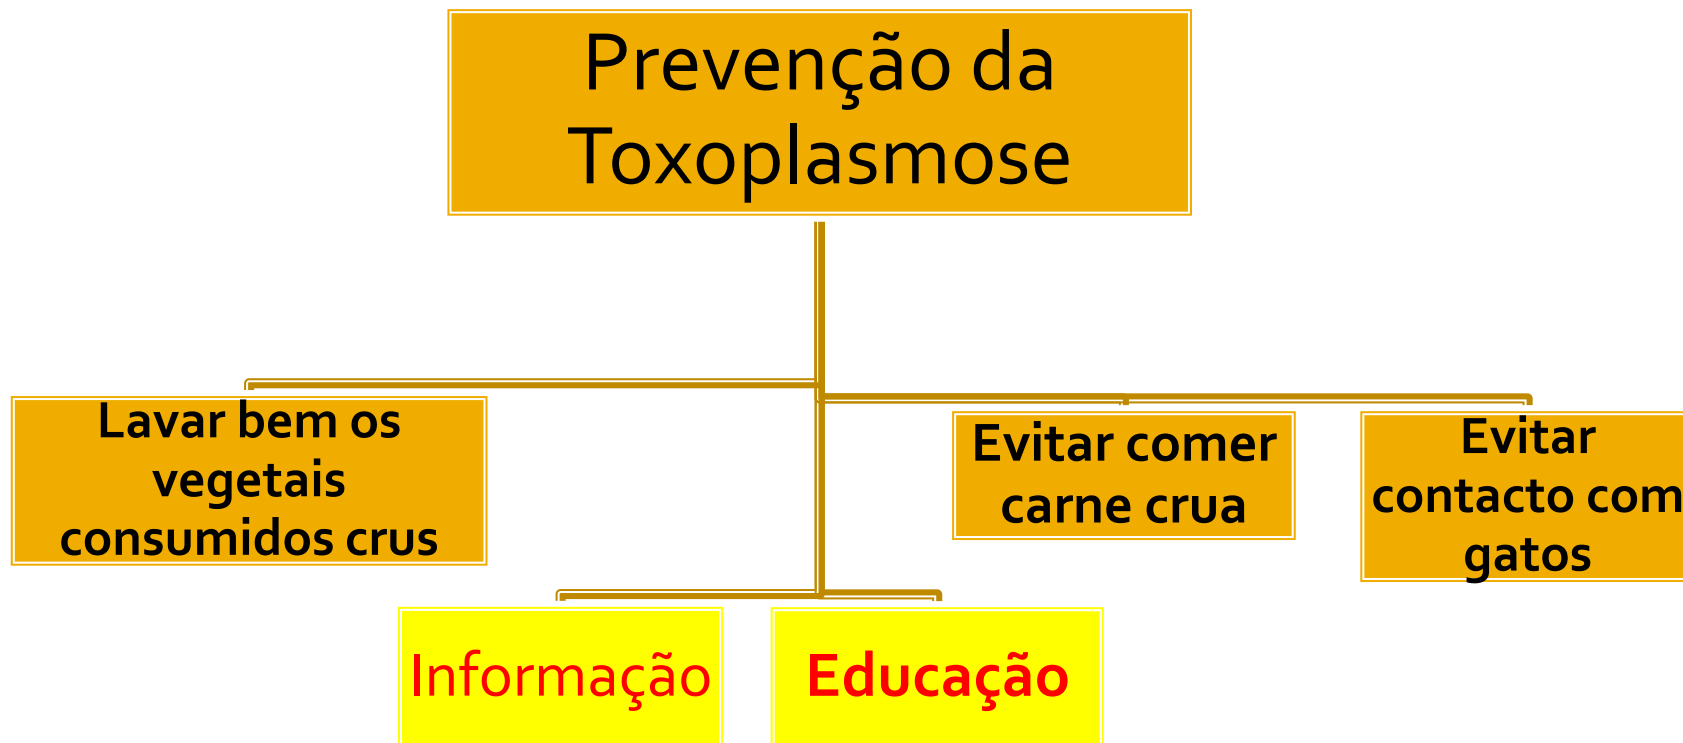 Prevenção da
Toxoplasmose
Lavar bem os
vegetais
consumidos crus
Evitar comer
carne crua
Evitar
contacto com
gatos
Informação
Educação